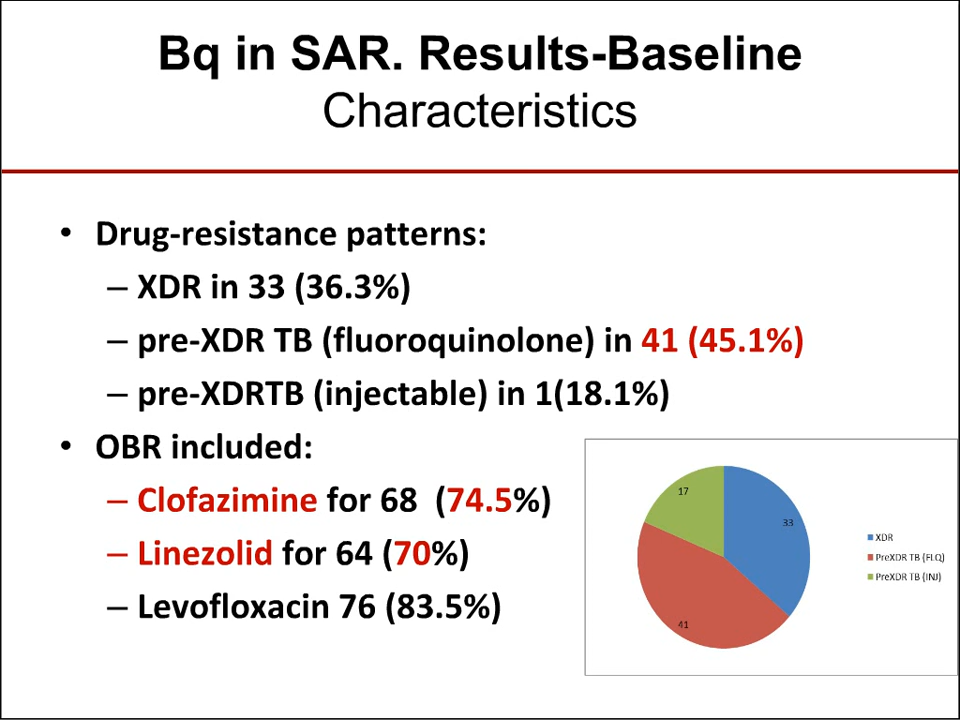 Bq in SAR. Results-Baseline
Characteristics
• Drug-resistance patterns:
– XDR in 33 (36.3%)
– pre-XDR TB (fluoroquinolone) in 41 (45.1%)
– pre-XDRTB (injectable) in 1(18.1%)
• OBR included:
– Clofazimine for 68 (74.5%)
– Linezolid for 64 (70%)
– Levofloxacin 76 (83.5%)
17
33
41
XDR
PreXDR TB (FLQ)
PreXDR TB (INJ)